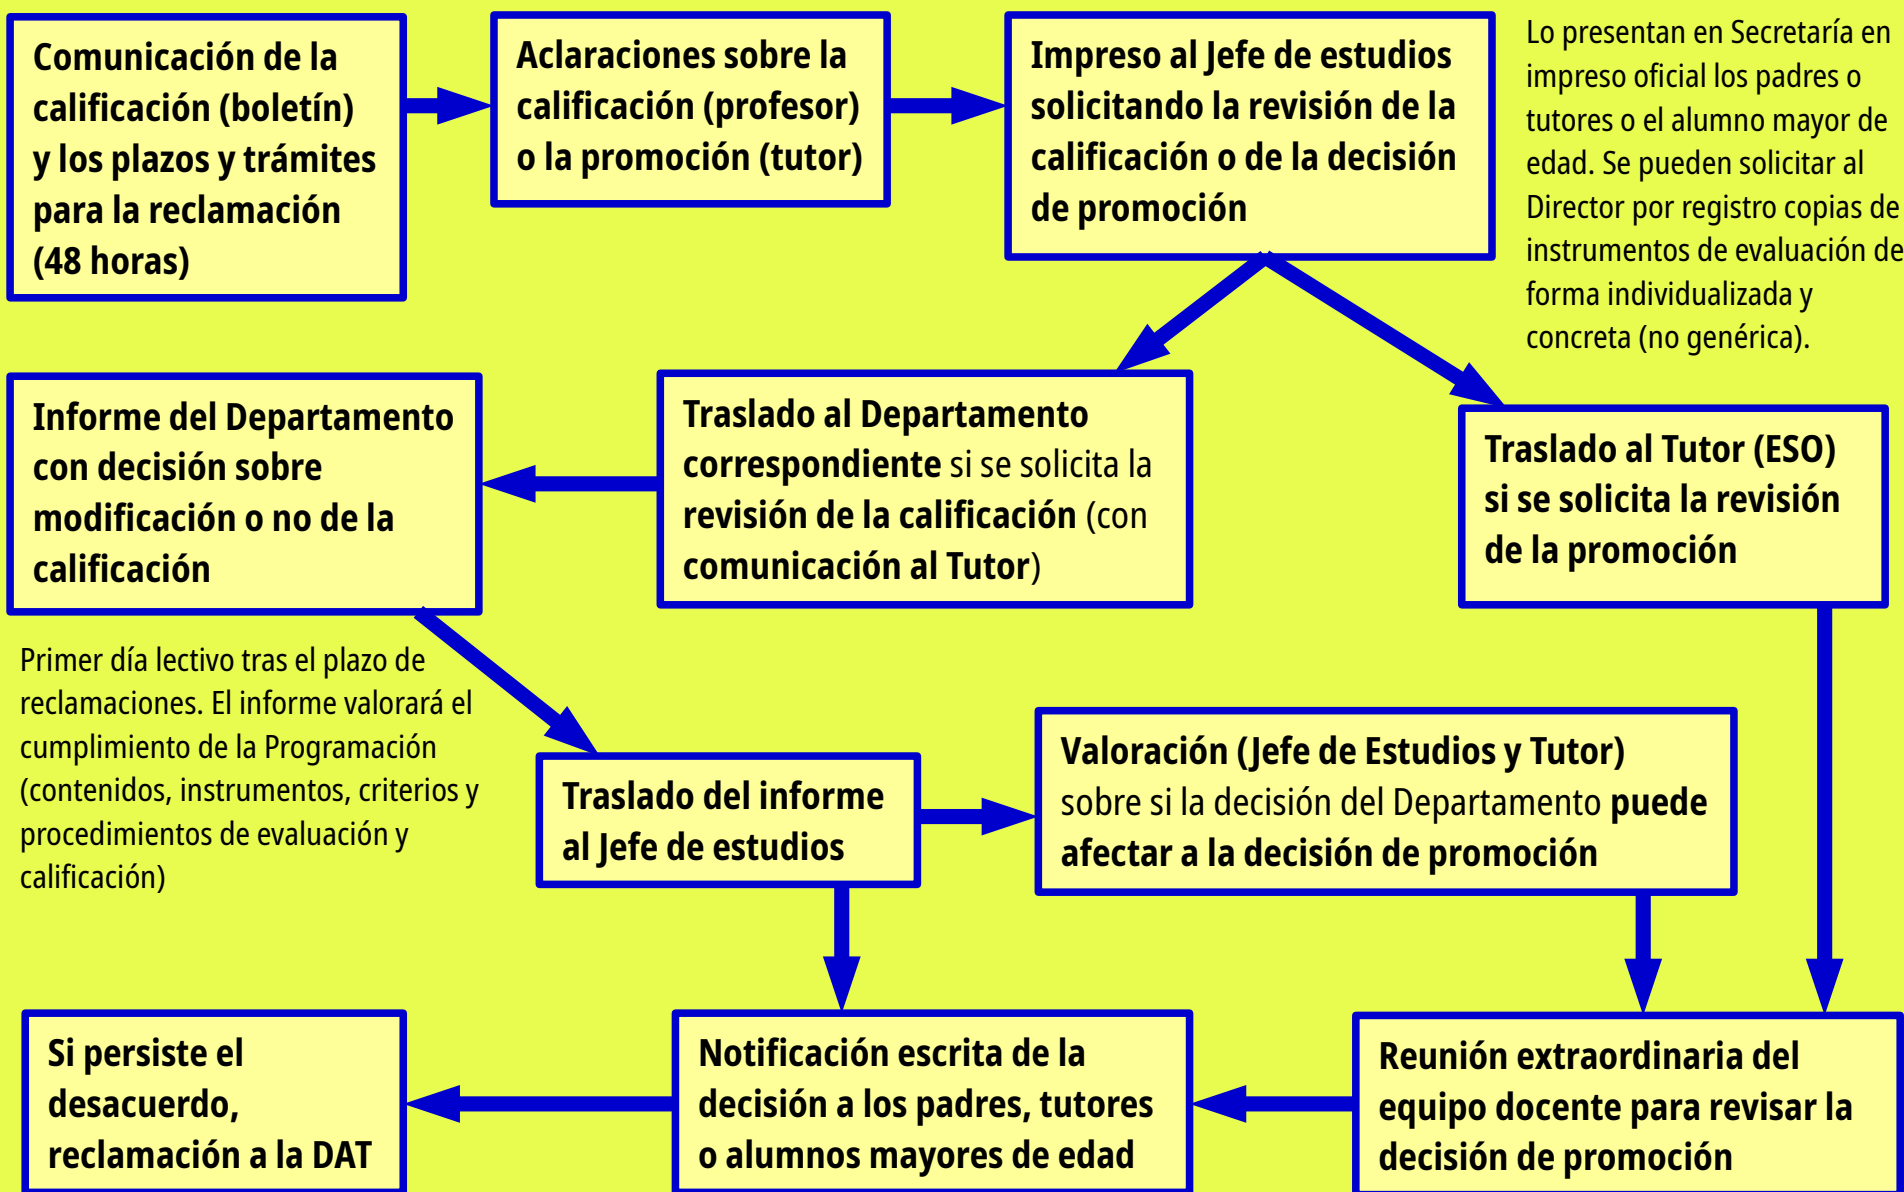 Comunicación de la
calificación (boletín)
y los plazos y trámites
para la reclamación
(48 horas)
Aclaraciones sobre la
calificación (profesor)
o la promoción (tutor)
Impreso al Jefe de estudios
solicitando la revisión de la
calificación o de la decisión
de promoción
Lo presentan en Secretaría en
impreso oficial los padres o
tutores o el alumno mayor de
edad. Se pueden solicitar al
Director por registro copias de
instrumentos de evaluación de
forma individualizada y
concreta (no genérica).
Informe del Departamento
con decisión sobre
modificación o no de la
calificación
Traslado al Departamento
correspondiente si se solicita la
revisión de la calificación (con
comunicación al Tutor)
Traslado al Tutor (ESO)
si se solicita la revisión
de la promoción
Primer día lectivo tras el plazo de
reclamaciones. El informe valorará el
cumplimiento de la Programación
(contenidos, instrumentos, criterios y
procedimientos de evaluación y
calificación)
Traslado del informe
al Jefe de estudios
Valoración (Jefe de Estudios y Tutor)
sobre si la decisión del Departamento puede
afectar a la decisión de promoción
Si persiste el
desacuerdo,
reclamación a la DAT
Notificación escrita de la
decisión a los padres, tutores
o alumnos mayores de edad
Reunión extraordinaria del
equipo docente para revisar la
decisión de promoción